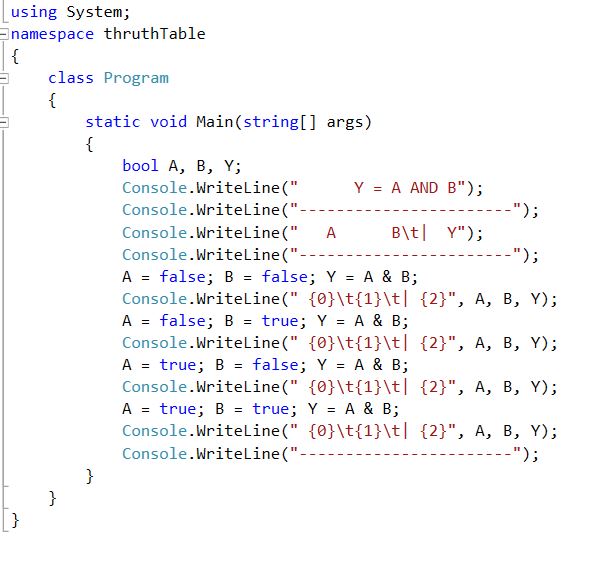 using System;
namespace thruthTable
{
    class Program
    {
        static void Main(string[] args)
        {
            bool A, B, Y;
            Console.WriteLine("      Y = A AND B");
            Console.WriteLine("-----------------------");
            Console.WriteLine("   A      B\t|  Y");
            Console.WriteLine("-----------------------");
            A = false; B = false; Y = A & B;
            Console.WriteLine(" {0}\t{1}\t| {2}", A, B, Y);
            A = false; B = true; Y = A & B;
            Console.WriteLine(" {0}\t{1}\t| {2}", A, B, Y);
            A = true; B = false; Y = A & B;
            Console.WriteLine(" {0}\t{1}\t| {2}", A, B, Y);
            A = true; B = true; Y = A & B;
            Console.WriteLine(" {0}\t{1}\t| {2}", A, B, Y);
            Console.WriteLine("-----------------------");
        }
    }
}